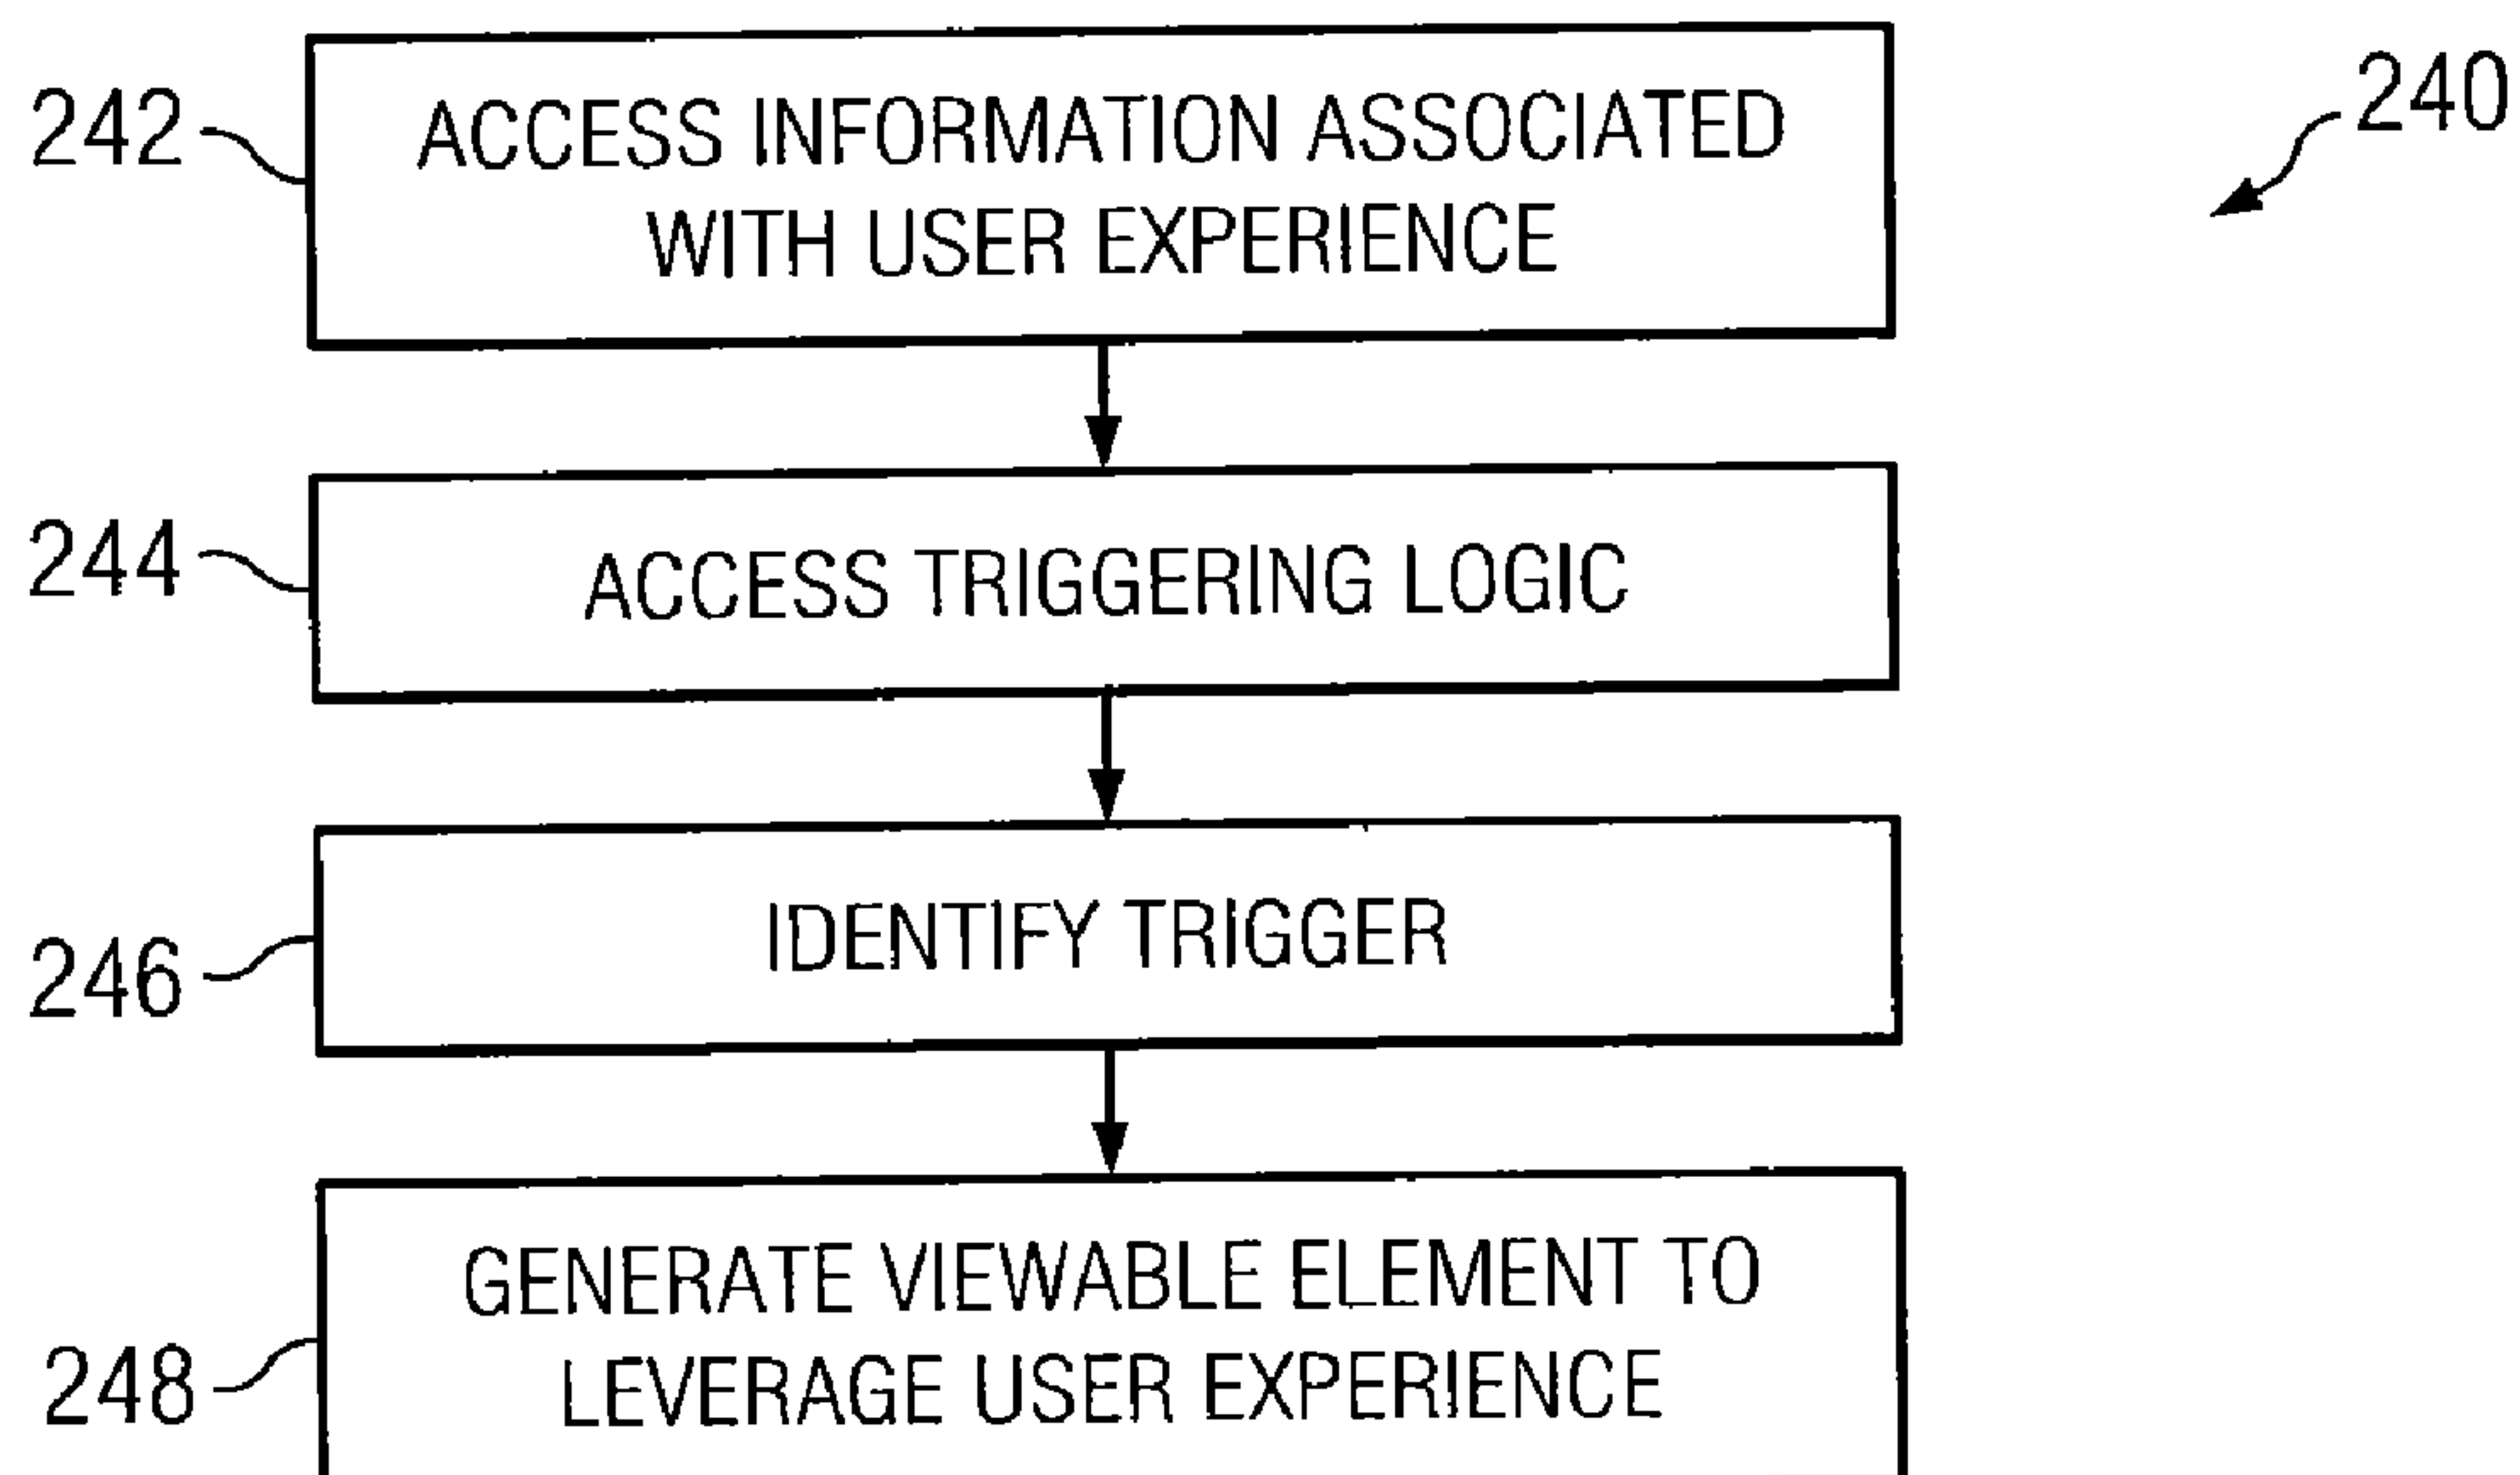 240
242
ACCESS INFORMATION ASSOCIATED
WITH USER EXPERIENCE
244
ACCESS TRIGGERING LOGIC
246
IDENTIFY TRIGGER
248
GENERATE VIEWABLE ELEMENT TO
LEVERAGE USER EXPERIENCE